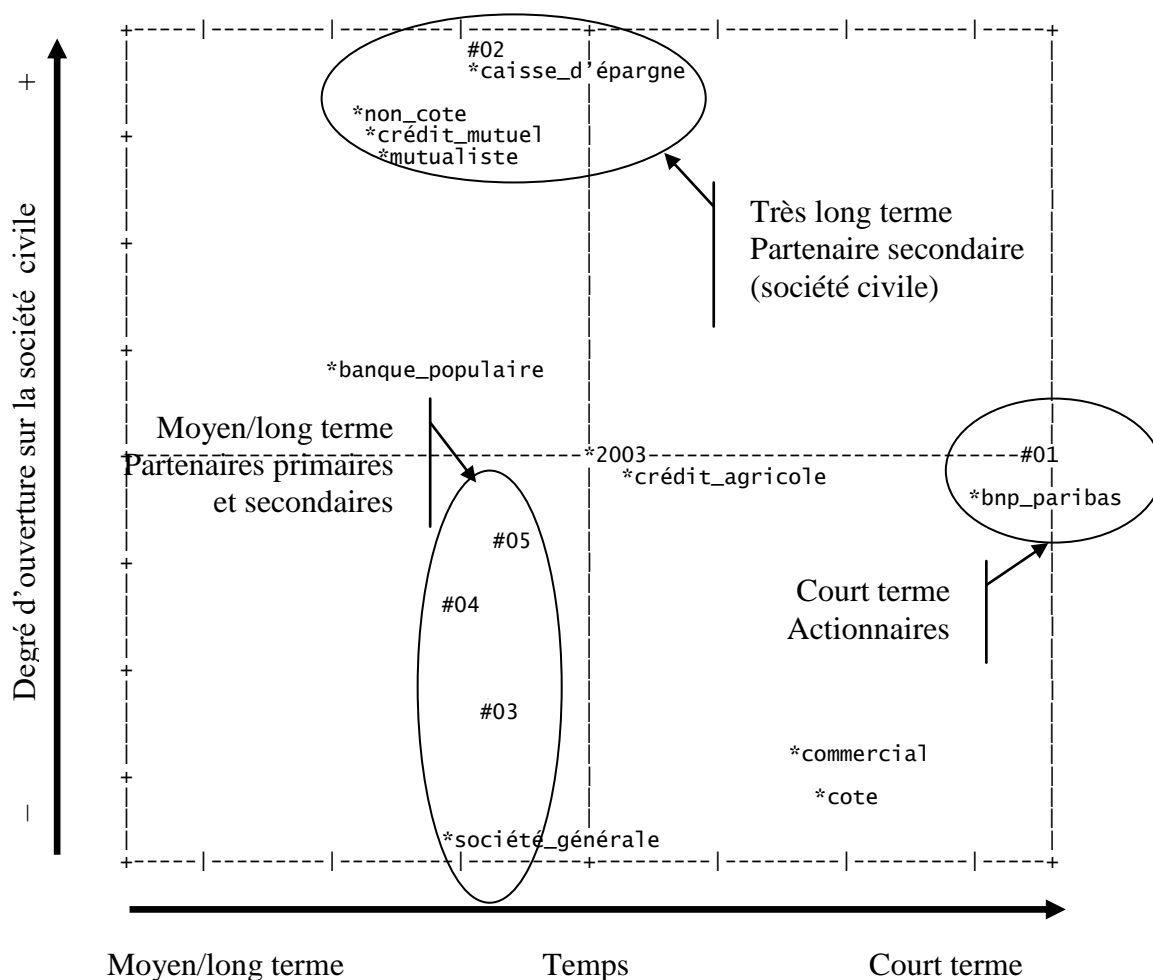 +
Degré d'ouverture sur la société civile
–
#02
*caisse_d'épargne
*non_cote
*crédit_mutuel
*mutualiste
Très long terme
Partenaire secondaire
(société civile)
*banque_populaire
Moyen/long terme
Partenaires primaires
et secondaires
*2003
*crédit_agricole
#01
*bnp_paribas
#05
#04
#03
Court terme
Actionnaires
*commercial
*cote
*société_générale
Moyen/long terme
Temps
Court terme